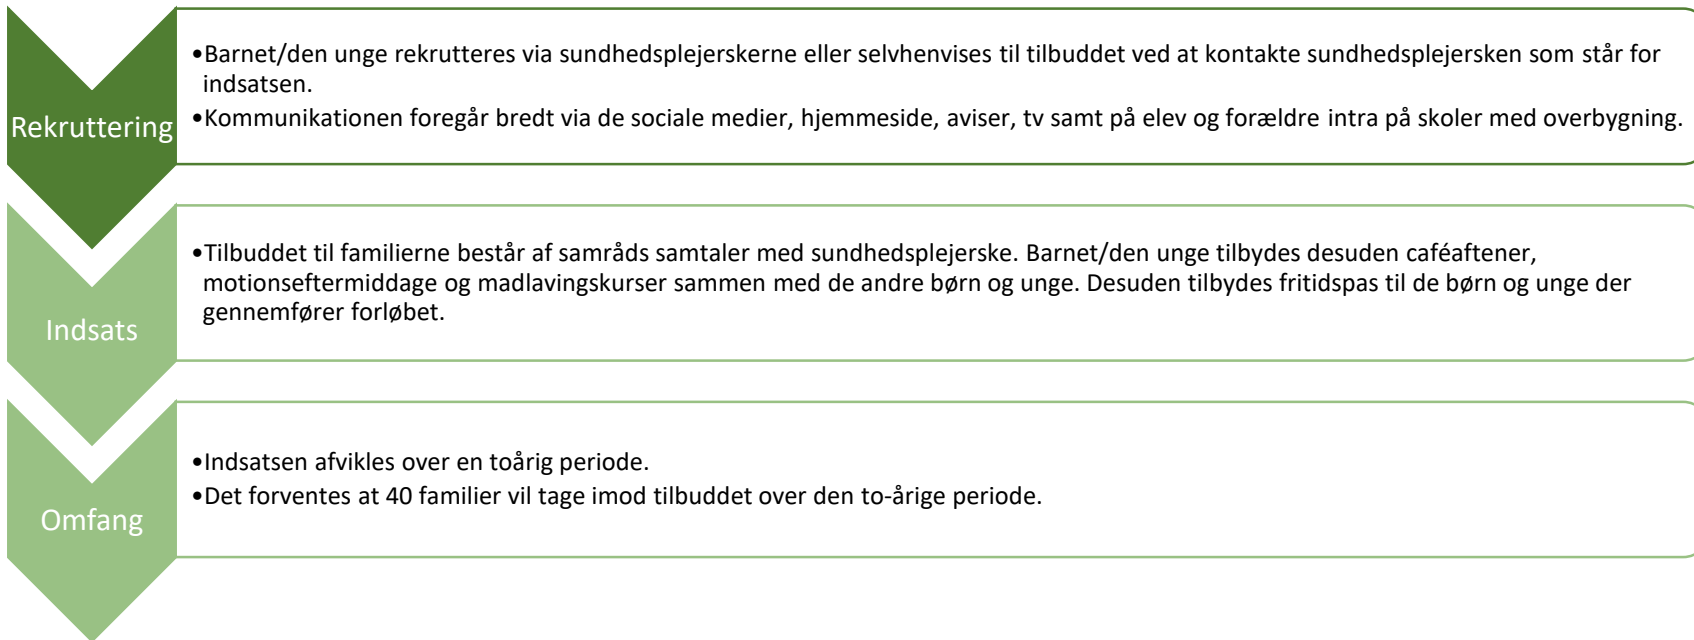 Rekruttering
•Barnet/den unge rekrutteres via sundhedsplejerskerne eller selvhenvises til tilbuddet ved at kontakte sundhedsplejersken som står for
indsatsen.
•Kommunikationen foregår bredt via de sociale medier, hjemmeside, aviser, tv samt på elev og forældre intra på skoler med overbygning.
Indsats
•Tilbuddet til familierne består af samråds samtaler med sundhedsplejerske. Barnet/den unge tilbydes desuden caféaftener,
motionseftermiddage og madlavingskurser sammen med de andre børn og unge. Desuden tilbydes fritidspas til de børn og unge der
gennemfører forløbet.
Omfang
•Indsatsen afvikles over en toårig periode.
•Det forventes at 40 familier vil tage imod tilbuddet over den to-årige periode.